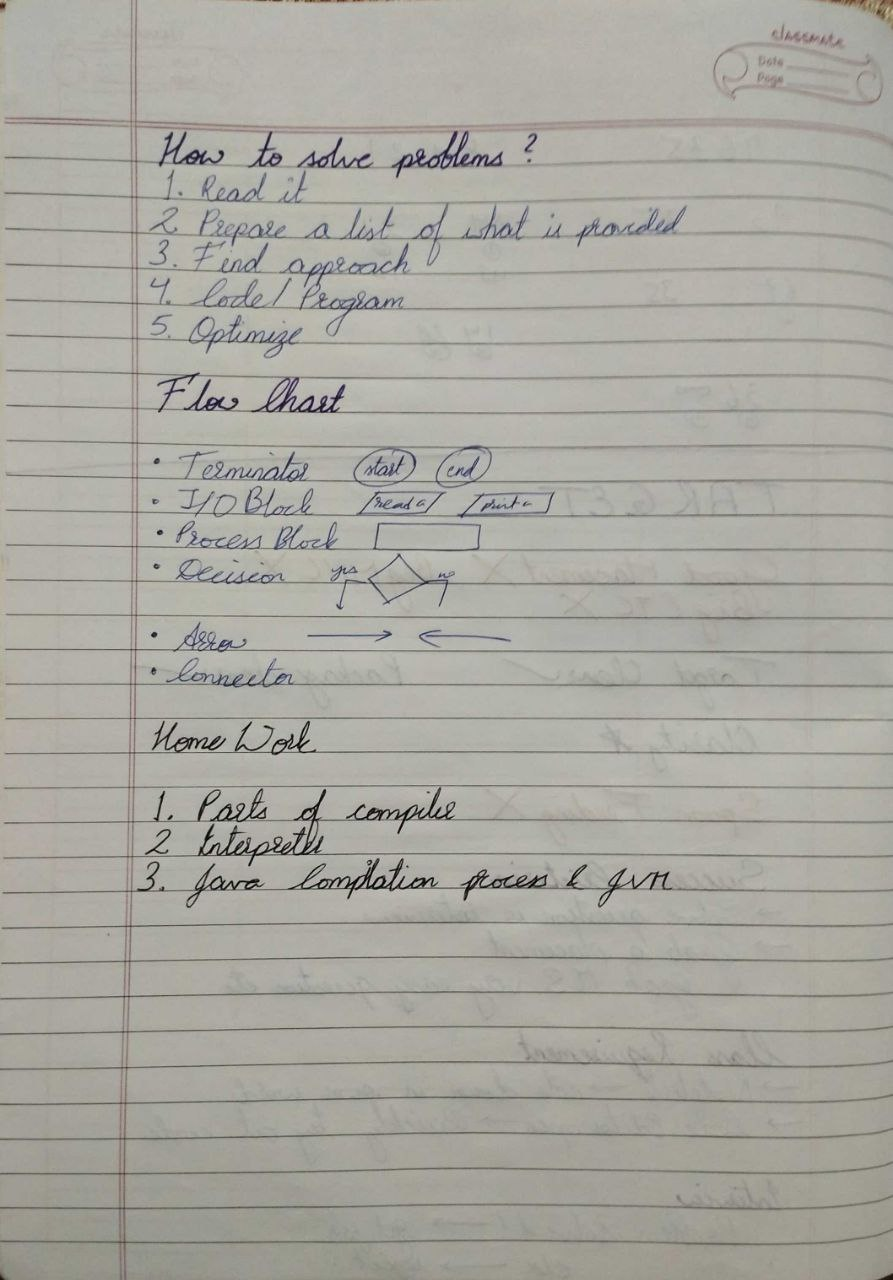 classmate
Date
Page
How to solve problems ?
1. Read it
2 Prepare a list of what is provided
3. Find approach
4. Code / Program
5. Optimize
Flow Chart
• Terminator start end
• I/O Block read a print a
• Process Block
• Decision yes no
• Arrow
• Connector
Home Work
1. Parts of compiler
2 Interpreter
3. Java Compilation process & JVM